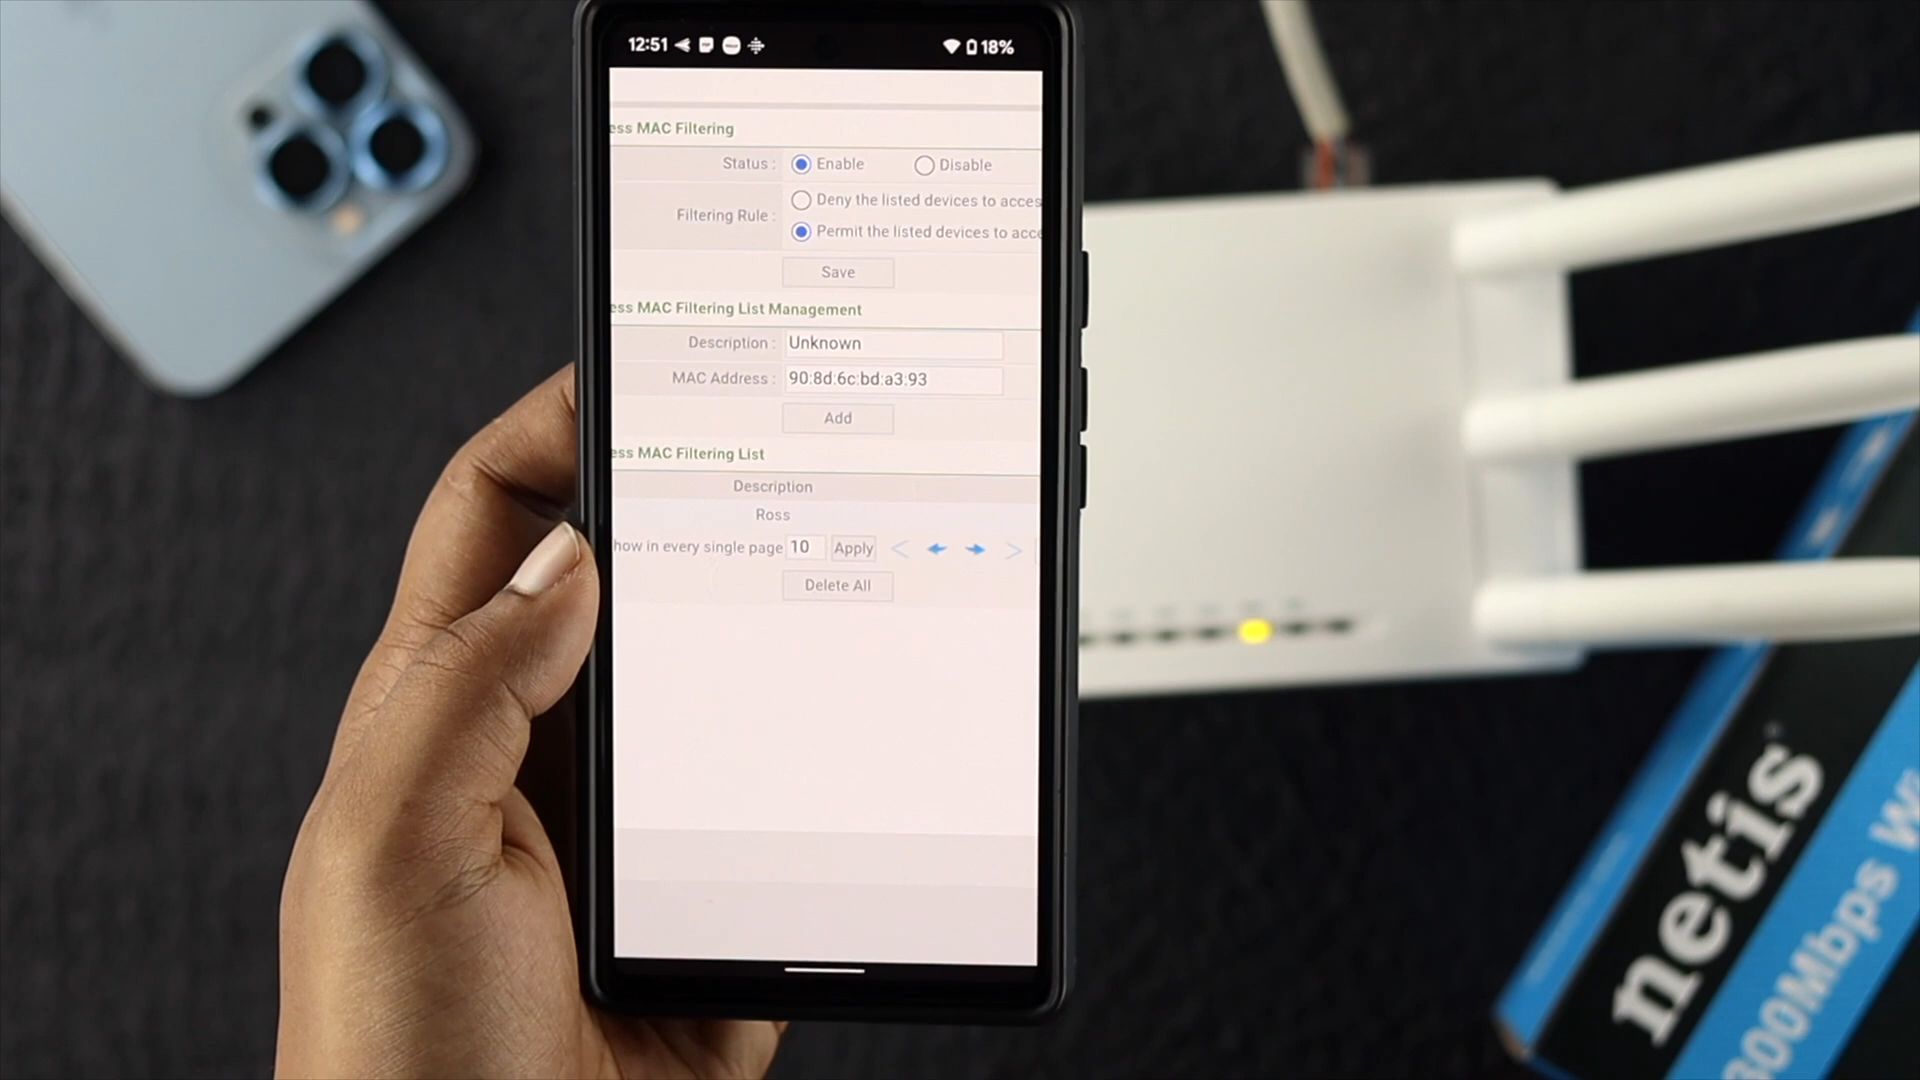 12:51 18%
ess MAC Filtering
Status : Enable Disable
Deny the listed devices to acces
Filtering Rule :
Permit the listed devices to acce
Save
ess MAC Filtering List Management
Description : Unknown
MAC Address : 90:8d:6c:bd:a3:93
Add
ess MAC Filtering List
Description
Ross
how in every single page 10 Apply < >
Delete All
netis
300Mbps W